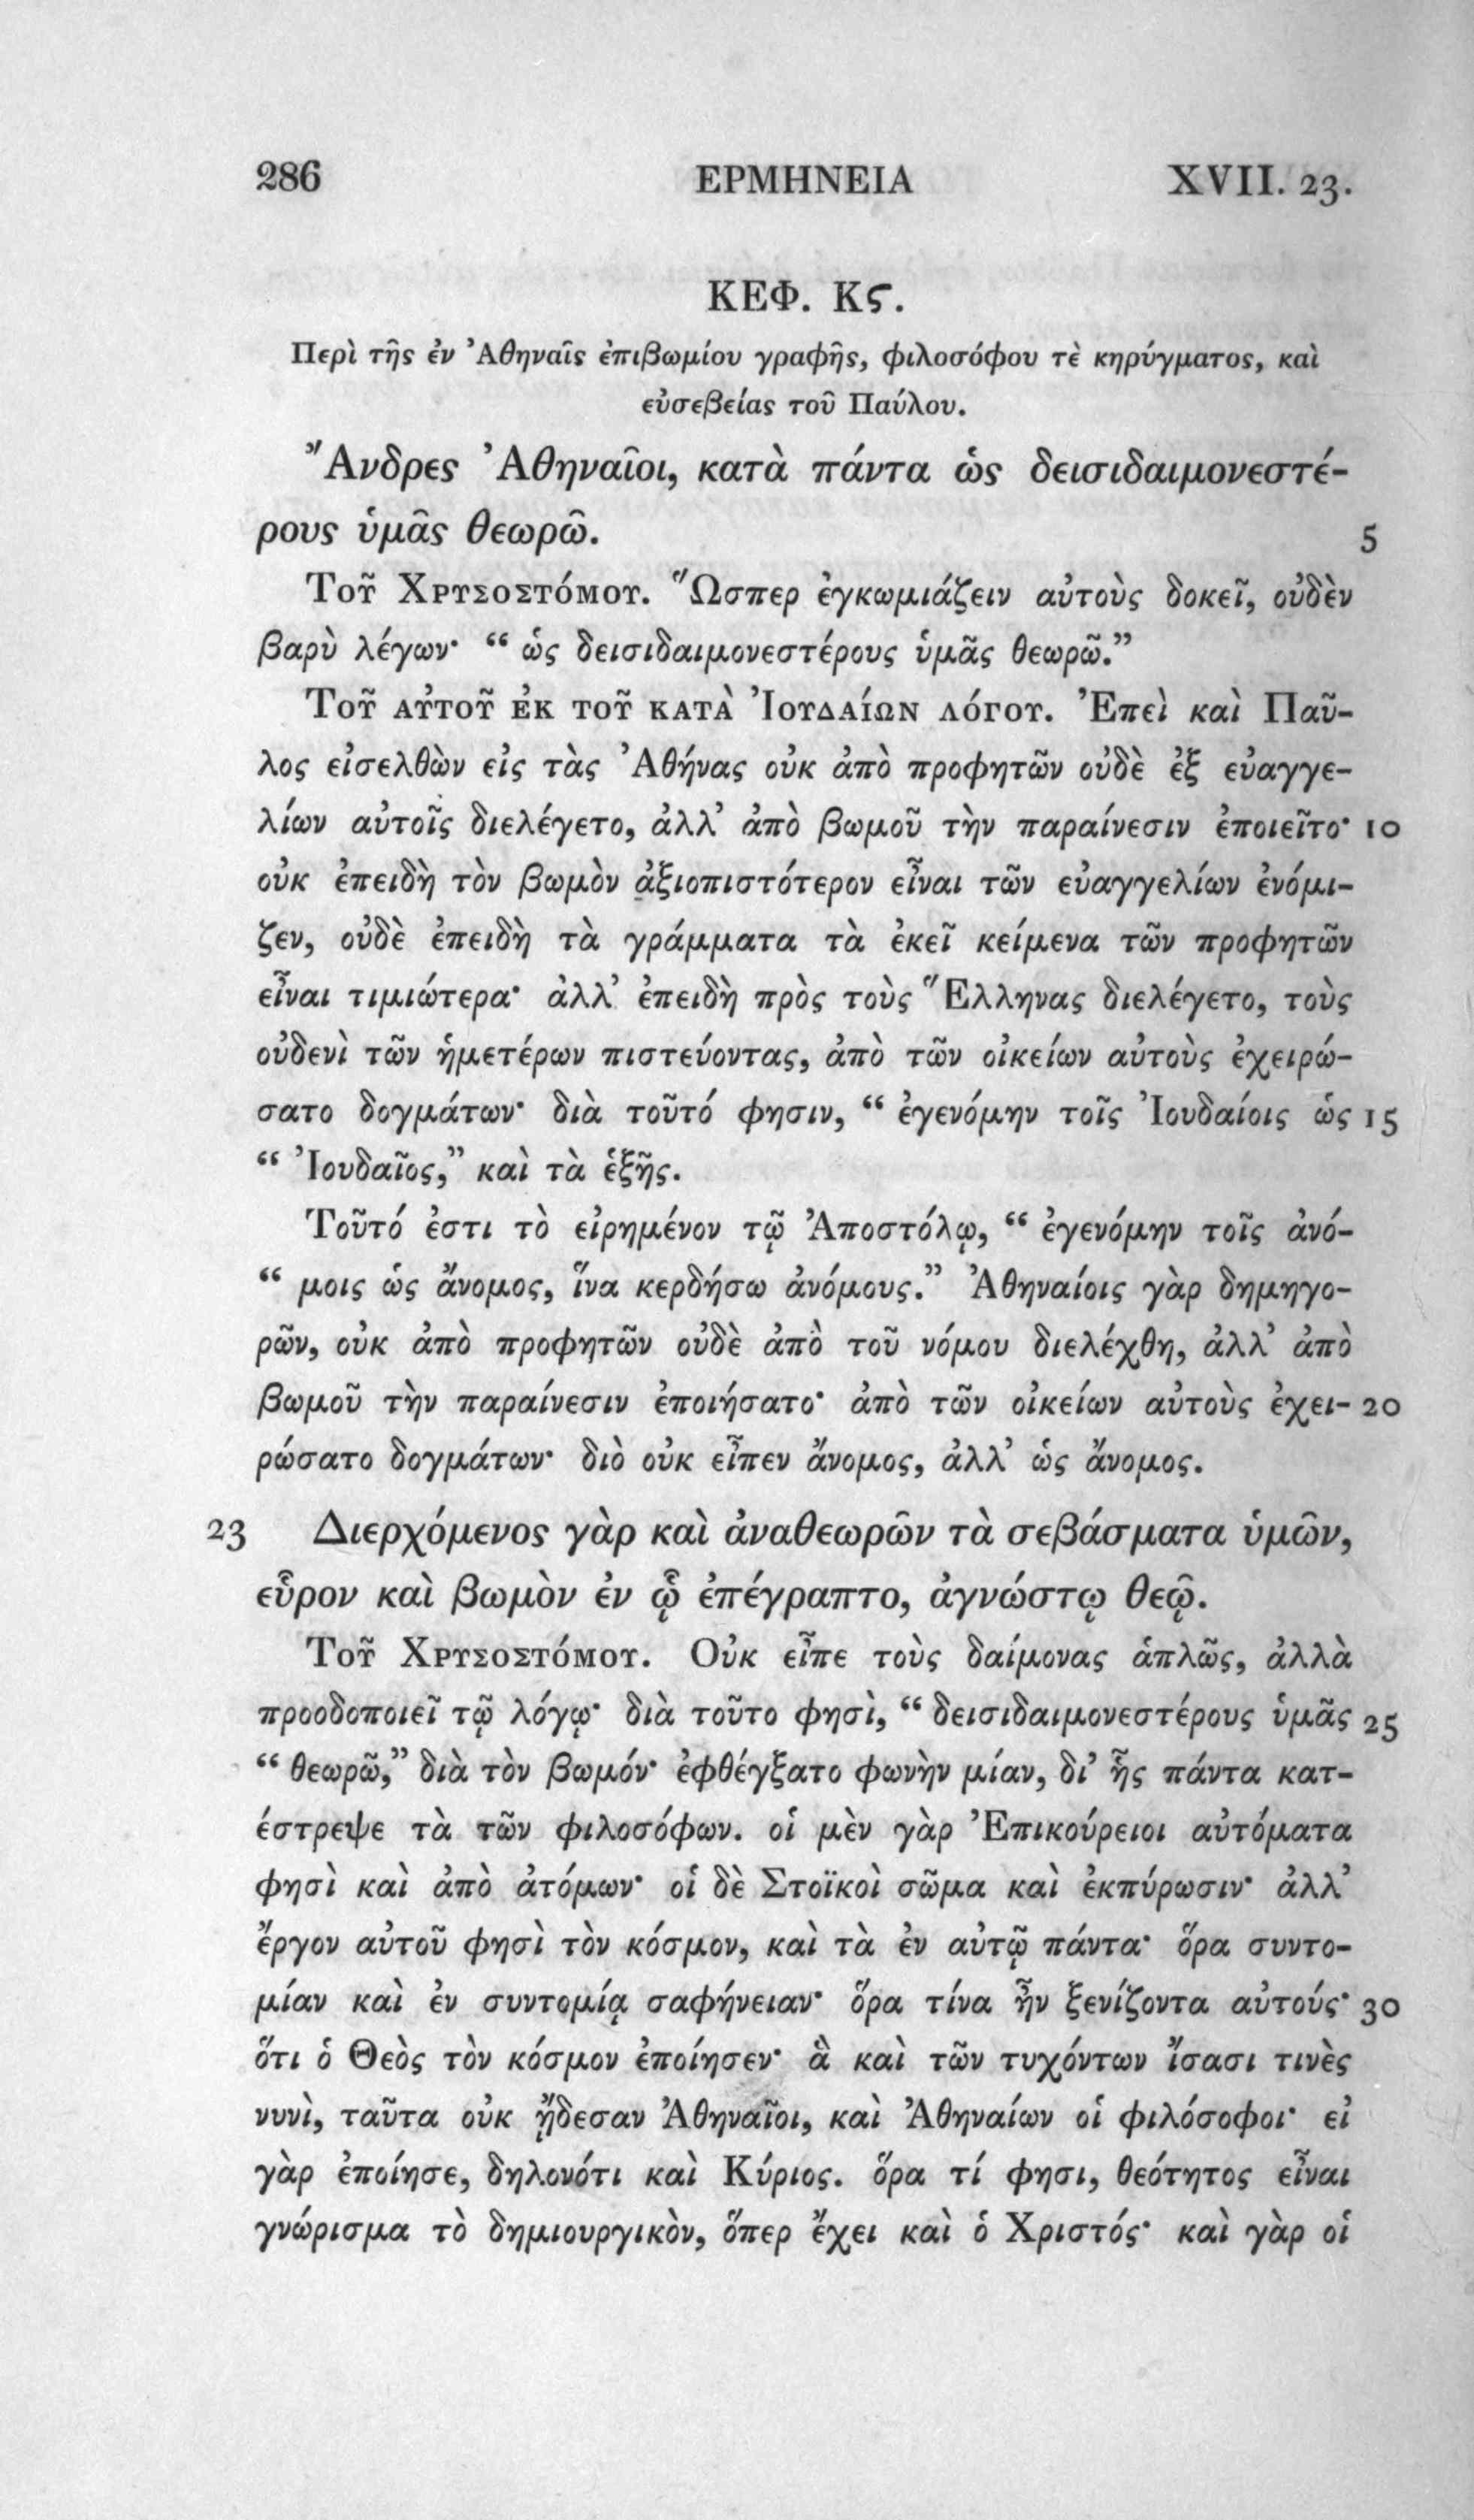 286 ΕΡΜΗΝΕΙΑ XVII. 23.
ΚΕΦ. Κϛ.
Περὶ τῆς ἐν Ἀθηναῖς ἐπιβωμίου γραφῆς, φιλοσόφου τὲ κηρύγματος, καὶ
εὐσεβείας τοῦ Παύλου.
Ἄνδρες Ἀθηναῖοι, κατὰ πάντα ὡς δεισιδαιμονεστέ-
ρους ὑμᾶς θεωρῶ. 5
Τοῦ Χρυσοστόμου. Ὥσπερ ἐγκωμιάζειν αὐτοὺς δοκεῖ, οὐδὲν
βαρὺ λέγων· “ ὡς δεισιδαιμονεστέρους ὑμᾶς θεωρῶ.”
Τοῦ αὐτοῦ ἐκ τοῦ κατὰ Ἰουδαίων λόγου. Ἐπεὶ καὶ Παῦ-
λος εἰσελθὼν εἰς τὰς Ἀθήνας οὐκ ἀπὸ προφητῶν οὐδὲ ἐξ εὐαγγε-
λίων αὐτοῖς διελέγετο, ἀλλ’ ἀπὸ βωμοῦ τὴν παραίνεσιν ἐποιεῖτο· 10
οὐκ ἐπειδὴ τὸν βωμὸν ἀξιοπιστότερον εἶναι τῶν εὐαγγελίων ἐνόμι-
ζεν, οὐδὲ ἐπειδὴ τὰ γράμματα τὰ ἐκεῖ κείμενα τῶν προφητῶν
εἶναι τιμιώτερα· ἀλλ’ ἐπειδὴ πρὸς τοὺς Ἕλληνας διελέγετο, τοὺς
οὐδενὶ τῶν ἡμετέρων πιστεύοντας, ἀπὸ τῶν οἰκείων αὐτοὺς ἐχειρώ-
σατο δογμάτων· διὰ τοῦτό φησιν, “ ἐγενόμην τοῖς Ἰουδαίοις ὡς 15
“ Ἰουδαῖος,” καὶ τὰ ἑξῆς.
Τοῦτό ἐστι τὸ εἰρημένον τῷ Ἀποστόλῳ, “ ἐγενόμην τοῖς ἀνό-
“ μοις ὡς ἄνομος, ἵνα κερδήσω ἀνόμους.” Ἀθηναίοις γὰρ δημηγο-
ρῶν, οὐκ ἀπὸ προφητῶν οὐδὲ ἀπὸ τοῦ νόμου διελέχθη, ἀλλ’ ἀπὸ
βωμοῦ τὴν παραίνεσιν ἐποιήσατο· ἀπὸ τῶν οἰκείων αὐτοὺς ἐχει- 20
ρώσατο δογμάτων· διὸ οὐκ εἶπεν ἄνομος, ἀλλ’ ὡς ἄνομος.
23 Διερχόμενος γὰρ καὶ ἀναθεωρῶν τὰ σεβάσματα ὑμῶν,
εὗρον καὶ βωμὸν ἐν ᾧ ἐπέγραπτο, ἀγνώστῳ θεῷ.
Τοῦ Χρυσοστόμου. Οὐκ εἶπε τοὺς δαίμονας ἁπλῶς, ἀλλὰ
προοδοποιεῖ τῷ λόγῳ· διὰ τοῦτο φησὶ, “ δεισιδαιμονεστέρους ὑμᾶς 25
“ θεωρῶ,” διὰ τὸν βωμόν· ἐφθέγξατο φωνὴν μίαν, δι’ ἧς πάντα κατ-
έστρεψε τὰ τῶν φιλοσόφων. οἱ μὲν γὰρ Ἐπικούρειοι αὐτόματα
φησὶ καὶ ἀπὸ ἀτόμων· οἱ δὲ Στοϊκοὶ σῶμα καὶ ἐκπύρωσιν· ἀλλ’
ἔργον αὐτοῦ φησὶ τὸν κόσμον, καὶ τὰ ἐν αὐτῷ πάντα· ὅρα συντο-
μίαν καὶ ἐν συντομίᾳ σαφήνειαν· ὅρα τίνα ἦν ξενίζοντα αὐτούς· 30
ὅτι ὁ Θεὸς τὸν κόσμον ἐποίησεν· ἃ καὶ τῶν τυχόντων ἴσασι τινὲς
νυνὶ, ταῦτα οὐκ ᾔδεσαν Ἀθηναῖοι, καὶ Ἀθηναίων οἱ φιλόσοφοι· εἰ
γὰρ ἐποίησε, δηλονότι καὶ Κύριος. ὅρα τί φησι, θεότητος εἶναι
γνώρισμα τὸ δημιουργικὸν, ὅπερ ἔχει καὶ ὁ Χριστός· καὶ γὰρ οἱ